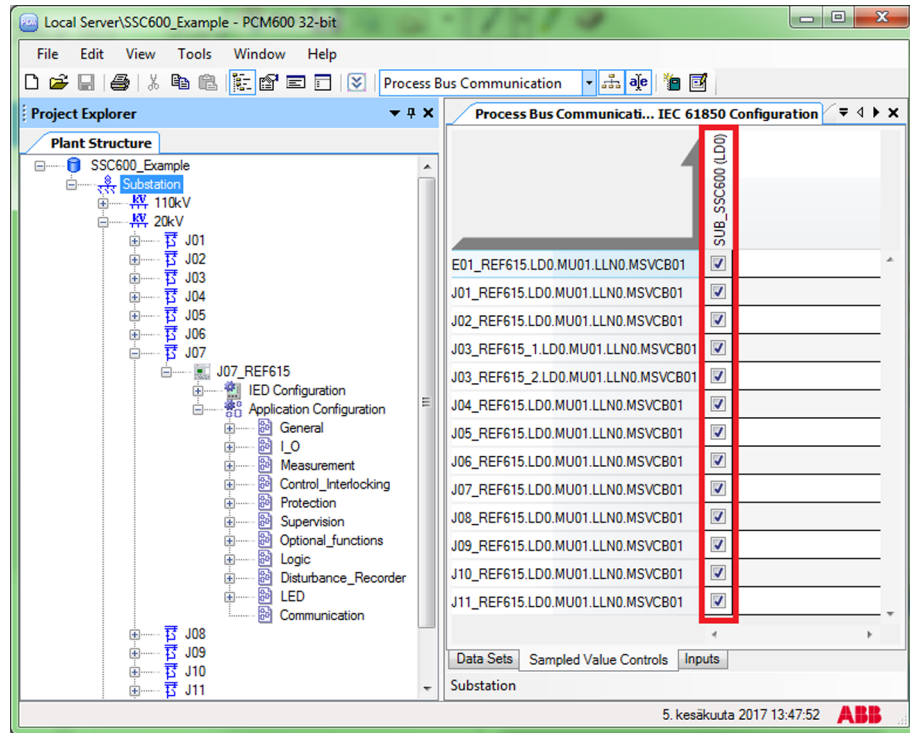 Local Server\SSC600_Example - PCM600 32-bit
File Edit View Tools Window Help
Process Bus Communication
Project Explorer
Plant Structure
SSC600_Example
Substation
110kV
20kV
J01
J02
J03
J04
J05
J06
J07
J07_REF615
IED Configuration
Application Configuration
General
I_O
Measurement
Control_Interlocking
Protection
Supervision
Optional_functions
Logic
Disturbance_Recorder
LED
Communication
J08
J09
J10
J11
Process Bus Communicati... IEC 61850 Configuration
SUB_SSC600 (LD0)
E01_REF615.LD0.MU01.LLN0.MSVCB01
J01_REF615.LD0.MU01.LLN0.MSVCB01
J02_REF615.LD0.MU01.LLN0.MSVCB01
J03_REF615_1.LD0.MU01.LLN0.MSVCB01
J03_REF615_2.LD0.MU01.LLN0.MSVCB01
J04_REF615.LD0.MU01.LLN0.MSVCB01
J05_REF615.LD0.MU01.LLN0.MSVCB01
J06_REF615.LD0.MU01.LLN0.MSVCB01
J07_REF615.LD0.MU01.LLN0.MSVCB01
J08_REF615.LD0.MU01.LLN0.MSVCB01
J09_REF615.LD0.MU01.LLN0.MSVCB01
J10_REF615.LD0.MU01.LLN0.MSVCB01
J11_REF615.LD0.MU01.LLN0.MSVCB01
Data Sets Sampled Value Controls Inputs
Substation
5. kesäkuuta 2017 13:47:52 ABB